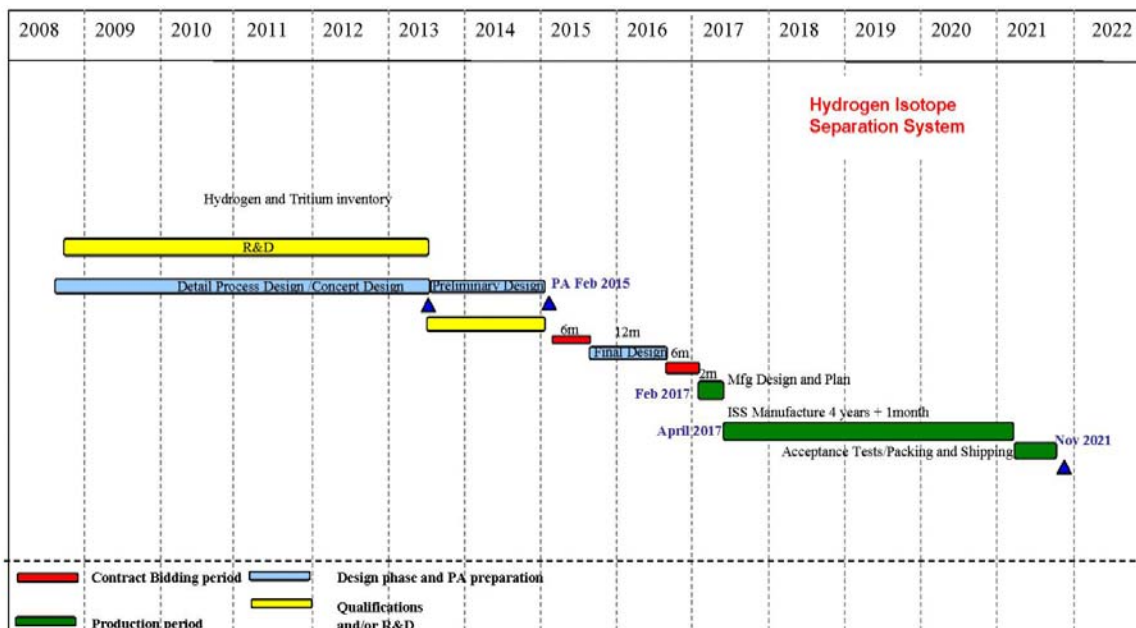 2008 2009 2010 2011 2012 2013 2014 2015 2016 2017 2018 2019 2020 2021 2022
Hydrogen Isotope
Separation System
Hydrogen and Tritium inventory
R&D
Detail Process Design /Concept Design
Preliminary Design
PA Feb 2015
6m
12m
Final Design
6m
2m
Mfg Design and Plan
Feb 2017
ISS Manufacture 4 years + 1month
April 2017
Nov 2021
Acceptance Tests/Packing and Shipping
Contract Bidding period
Design phase and PA preparation
Qualifications
and/or R&D
Production period